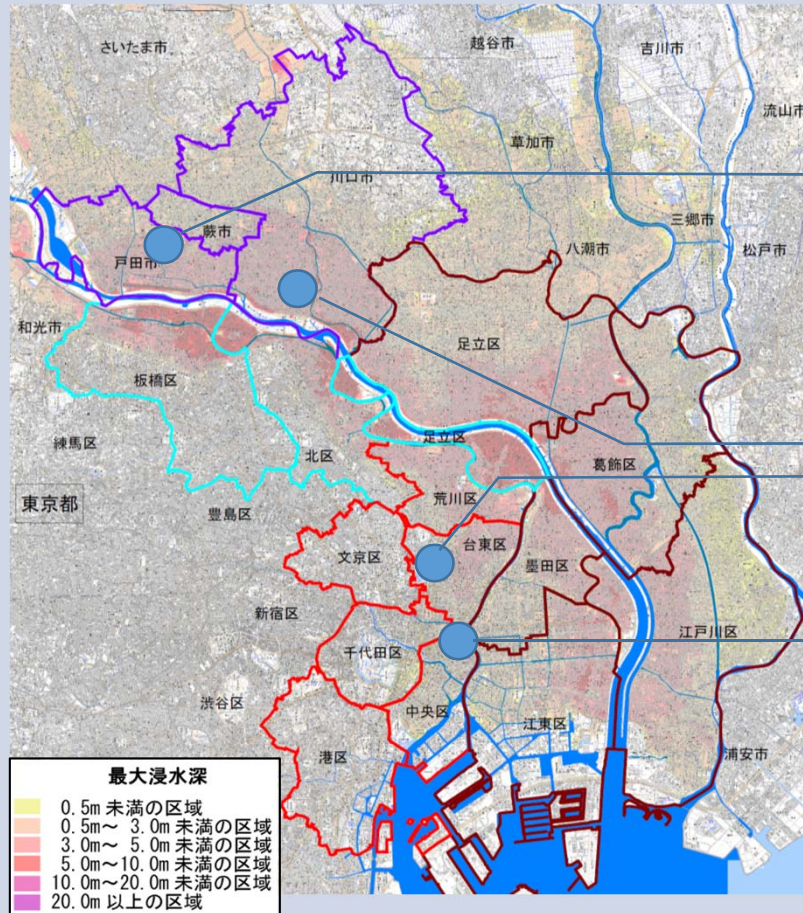 さいたま市
越谷市
吉川市
流山市
草加市
川口市
三郷市
蕨市
八潮市
松戸市
戸田市
和光市
足立区
板橋区
足立区
練馬区
北区
葛飾区
荒川区
東京都
豊島区
台東区
文京区
墨田区
新宿区
江戸川区
千代田区
渋谷区
中央区
江東区
港区
浦安市
最大浸水深
0.5m 未満の区域
0.5m～ 3.0m 未満の区域
3.0m～ 5.0m 未満の区域
5.0m～10.0m 未満の区域
10.0m～20.0m 未満の区域
20.0m 以上の区域